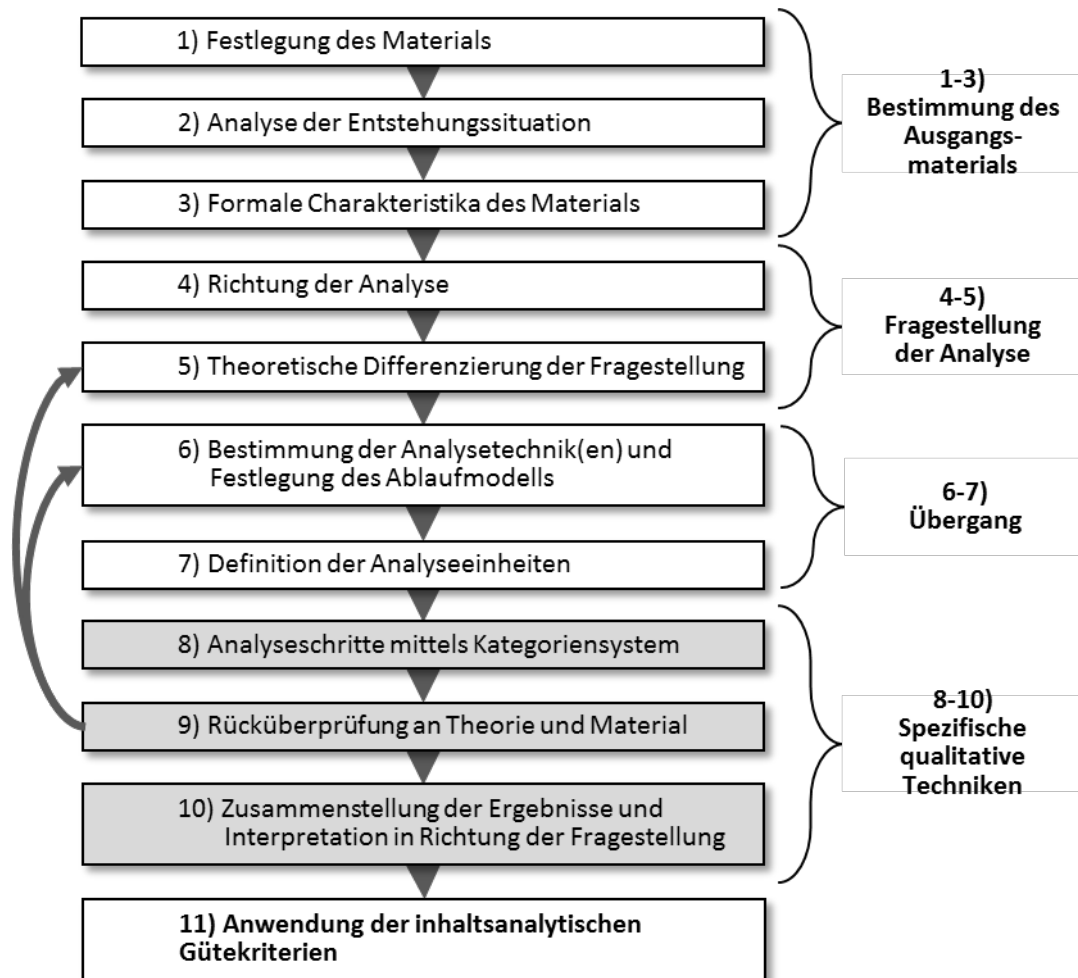 1) Festlegung des Materials
2) Analyse der Entstehungssituation
3) Formale Charakteristika des Materials
1-3)
Bestimmung des
Ausgangs-
materials
4) Richtung der Analyse
5) Theoretische Differenzierung der Fragestellung
4-5)
Fragestellung
der Analyse
6) Bestimmung der Analysetechnik(en) und
Festlegung des Ablaufmodells
7) Definition der Analyseeinheiten
6-7)
Übergang
8) Analyseschritte mittels Kategoriensystem
9) Rücküberprüfung an Theorie und Material
10) Zusammenstellung der Ergebnisse und
Interpretation in Richtung der Fragestellung
8-10)
Spezifische
qualitative
Techniken
11) Anwendung der inhaltsanalytischen
Gütekriterien